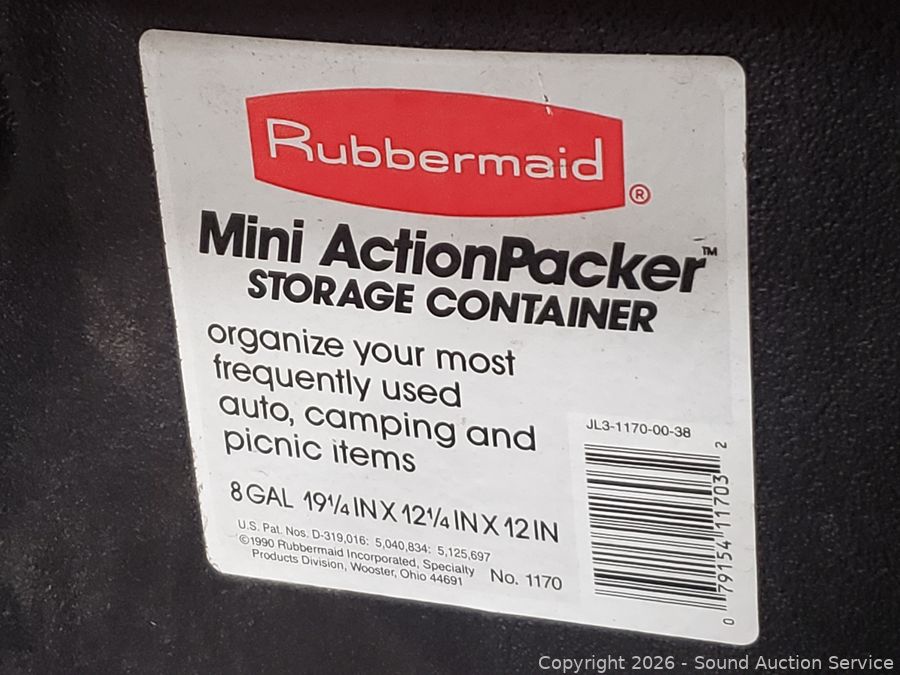 Rubbermaid®
Mini ActionPacker™
STORAGE CONTAINER
organize your most
frequently used
auto, camping and
picnic items
8 GAL 19¼ IN X 12¼ IN X 12 IN
U.S. Pat. Nos. D-319,016: 5,040,834: 5,125,697
©1990 Rubbermaid Incorporated, Specialty
Products Division, Wooster, Ohio 44691
No. 1170
JL3-1170-00-38
0 79154 11703 2
Copyright 2026 - Sound Auction Service